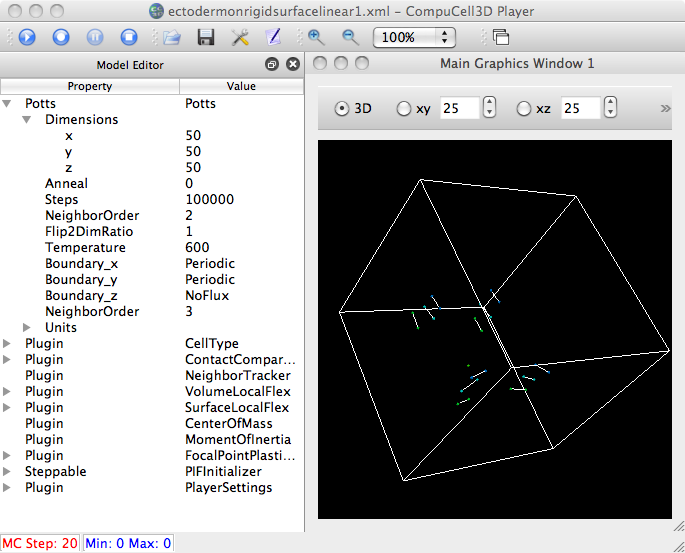 ectodermonrigidsurfacelinear1.xml - CompuCell3D Player
100%
Model Editor
Main Graphics Window 1
Property Value
3D xy 25 xz 25 »
Potts Potts
Dimensions
x 50
y 50
z 50
Anneal 0
Steps 100000
NeighborOrder 2
Flip2DimRatio 1
Temperature 600
Boundary_x Periodic
Boundary_y Periodic
Boundary_z NoFlux
NeighborOrder 3
Units
Plugin CellType
Plugin ContactCompar...
Plugin NeighborTracker
Plugin VolumeLocalFlex
Plugin SurfaceLocalFlex
Plugin CenterOfMass
Plugin MomentOfInertia
Plugin FocalPointPlasti...
Steppable PIFInitializer
Plugin PlayerSettings
MC Step: 20 Min: 0 Max: 0